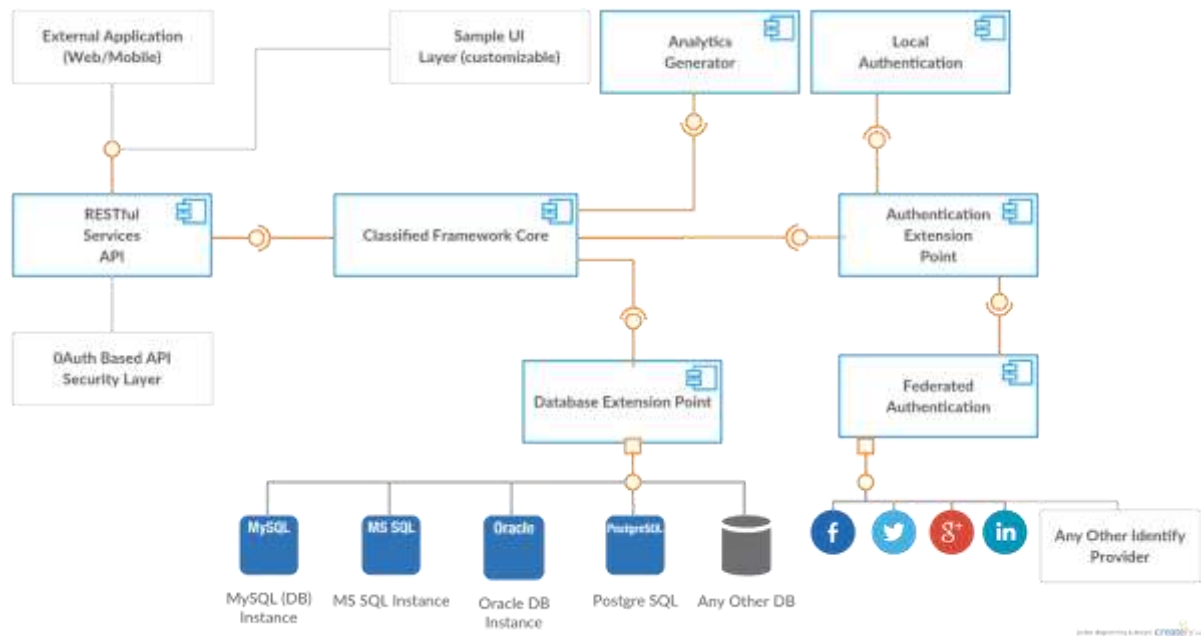 External Application
(Web/Mobile)
Sample UI
Layer (customizable)
Analytics
Generator
Local
Authentication
RESTful
Services
API
Classified Framework Core
Authentication
Extension
Point
0Auth Based API
Security Layer
Database Extension Point
Federated
Authentication
MySQL
MS SQL
Oracle
PostgreSQL
f
g+
in
Any Other Identify
Provider
MySQL (DB)
Instance
MS SQL Instance
Oracle DB
Instance
Postgre SQL
Any Other DB